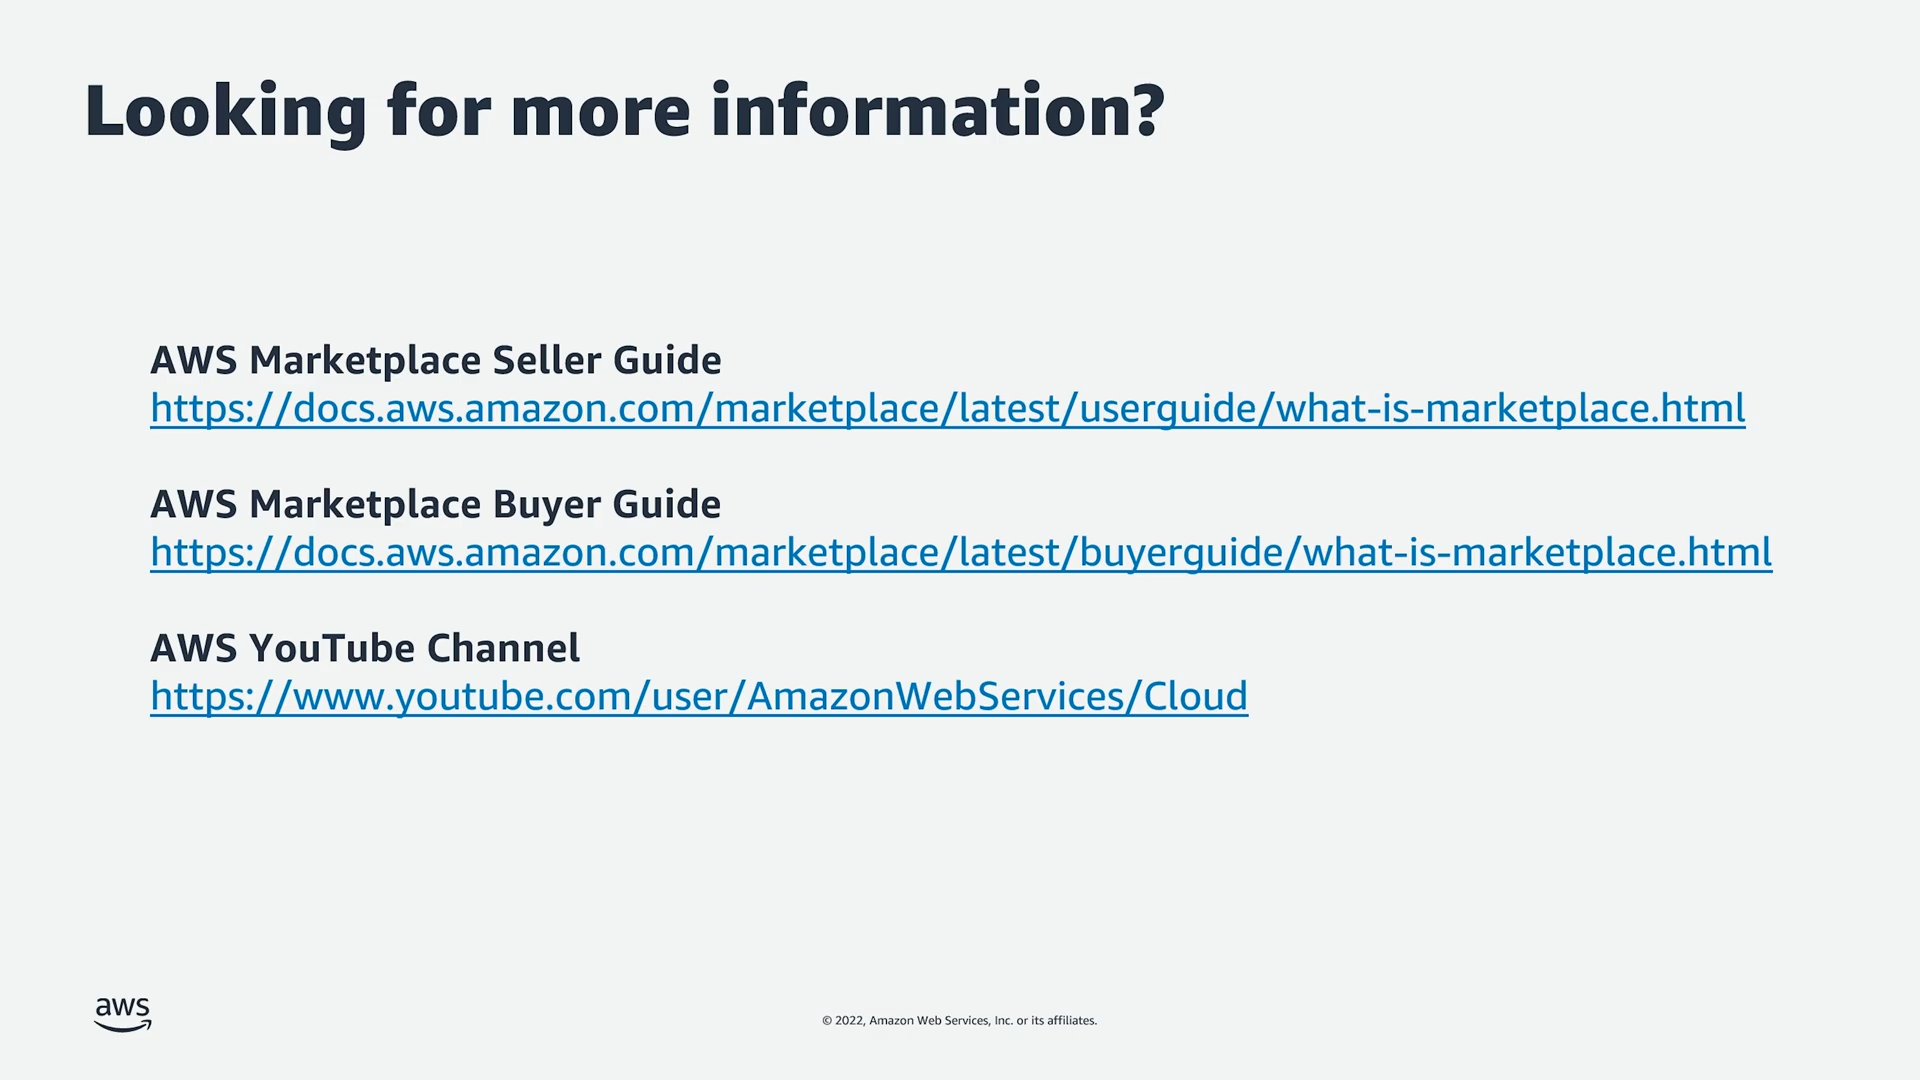 Looking for more information?
AWS Marketplace Seller Guide
https://docs.aws.amazon.com/marketplace/latest/userguide/what-is-marketplace.html
AWS Marketplace Buyer Guide
https://docs.aws.amazon.com/marketplace/latest/buyerguide/what-is-marketplace.html
AWS YouTube Channel
https://www.youtube.com/user/AmazonWebServices/Cloud
aws
© 2022, Amazon Web Services, Inc. or its affiliates.